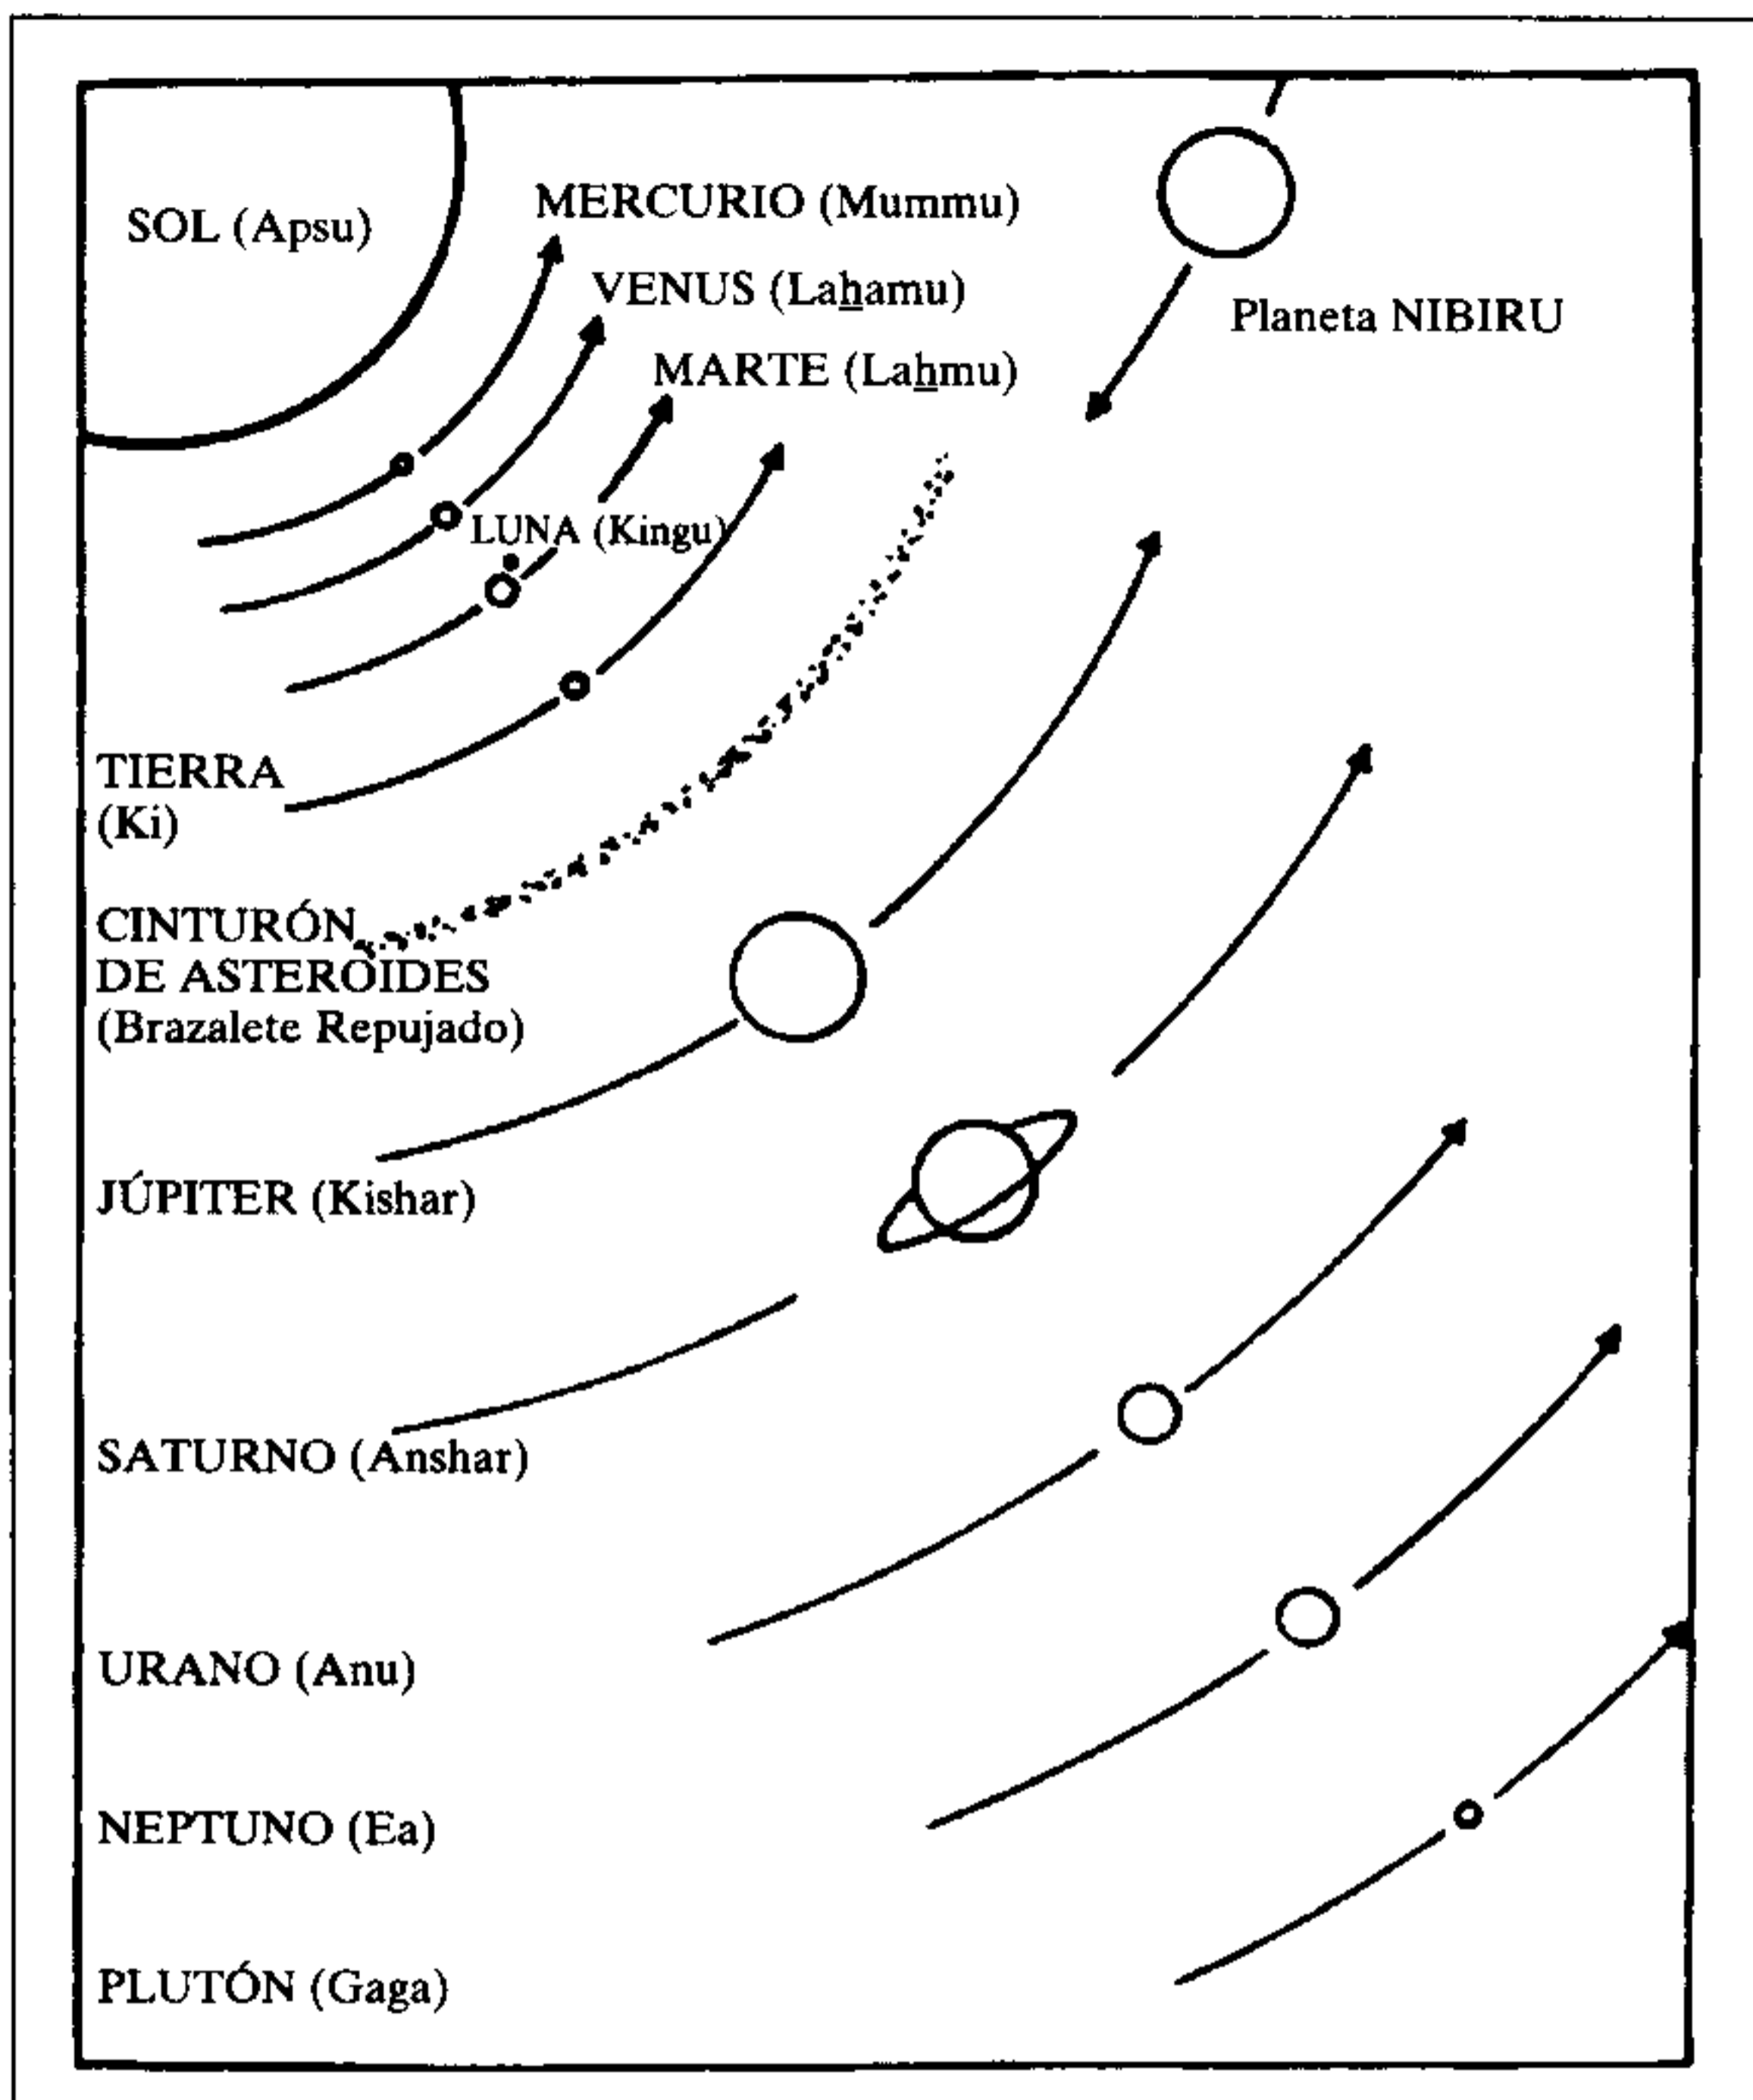 SOL (Apsu)
MERCURIO (Mummu)
VENUS (Lahamu)
MARTE (Lahmu)
Planeta NIBIRU
LUNA (Kingu)
TIERRA
(Ki)
CINTURÓN
DE ASTEROIDES
(Brazalete Repujado)
JÚPITER (Kishar)
SATURNO (Anshar)
URANO (Anu)
NEPTUNO (Ea)
PLUTÓN (Gaga)